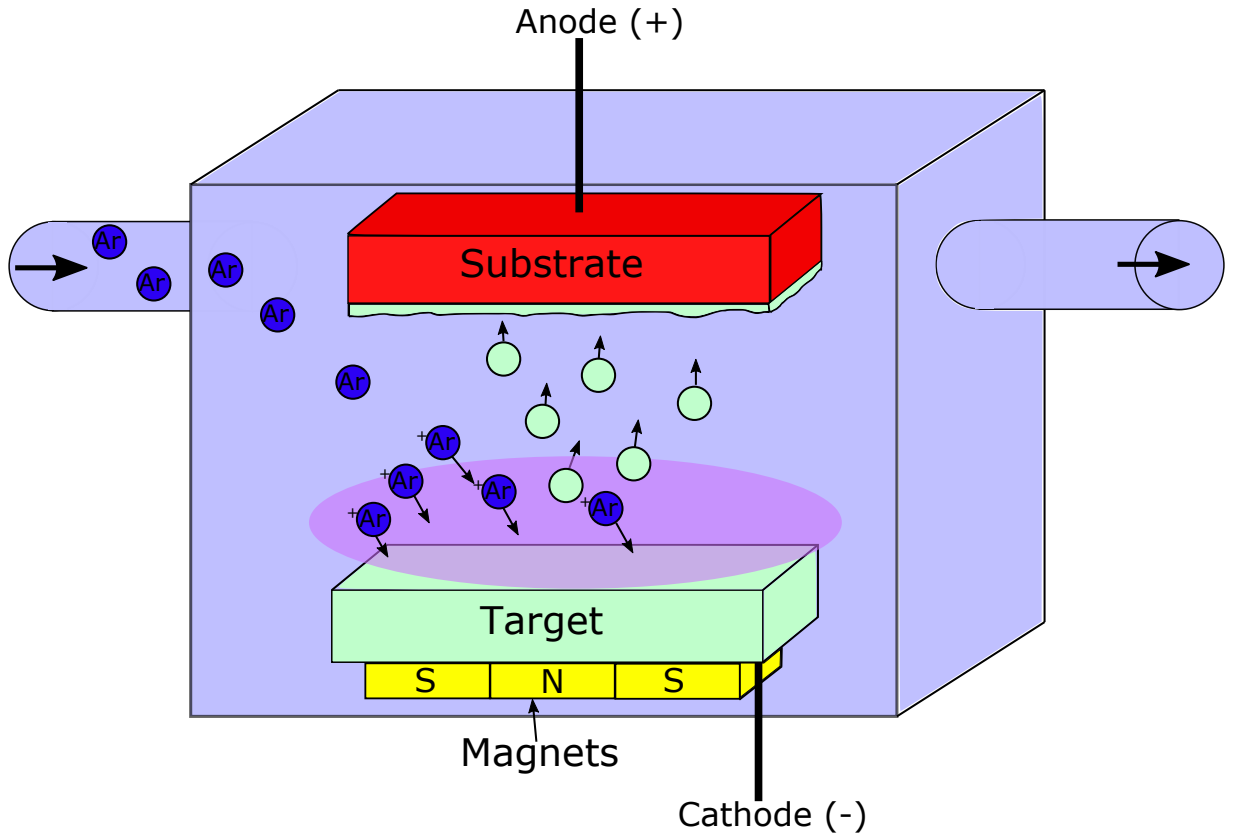 Anode (+)
Substrate
Ar
Ar
Ar
Ar
Ar
+Ar
+Ar
+Ar
+Ar
+Ar
Target
S N S
Magnets
Cathode (-)